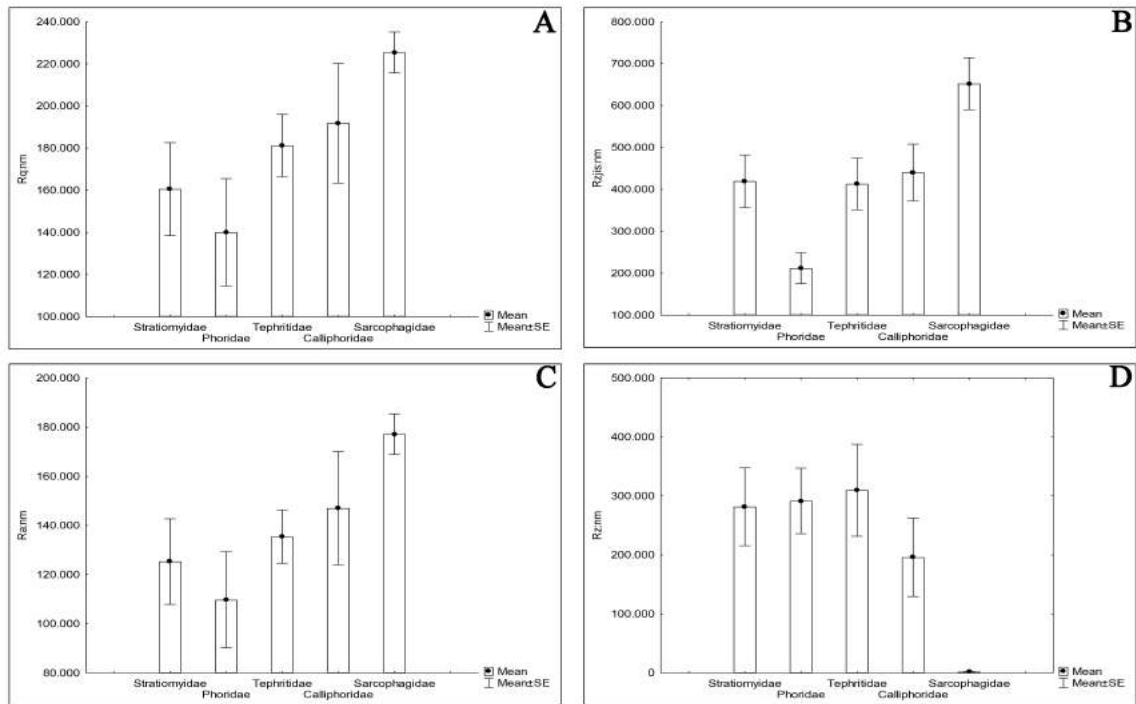 A
240.000
220.000
200.000
180.000
160.000
140.000
120.000
100.000
Rq:nm
Stratiomyidae Tephritidae Sarcophagidae
Phoridae Calliphoridae
Mean
Mean±SE
B
800.000
700.000
600.000
500.000
400.000
300.000
200.000
100.000
Rzjis:nm
Stratiomyidae Tephritidae Sarcophagidae
Phoridae Calliphoridae
Mean
Mean±SE
C
200.000
180.000
160.000
140.000
120.000
100.000
80.000
Ra:nm
Stratiomyidae Tephritidae Sarcophagidae
Phoridae Calliphoridae
Mean
Mean±SE
D
500.000
400.000
300.000
200.000
100.000
0
Rz:nm
Stratiomyidae Tephritidae Sarcophagidae
Phoridae Calliphoridae
Mean
Mean±SE